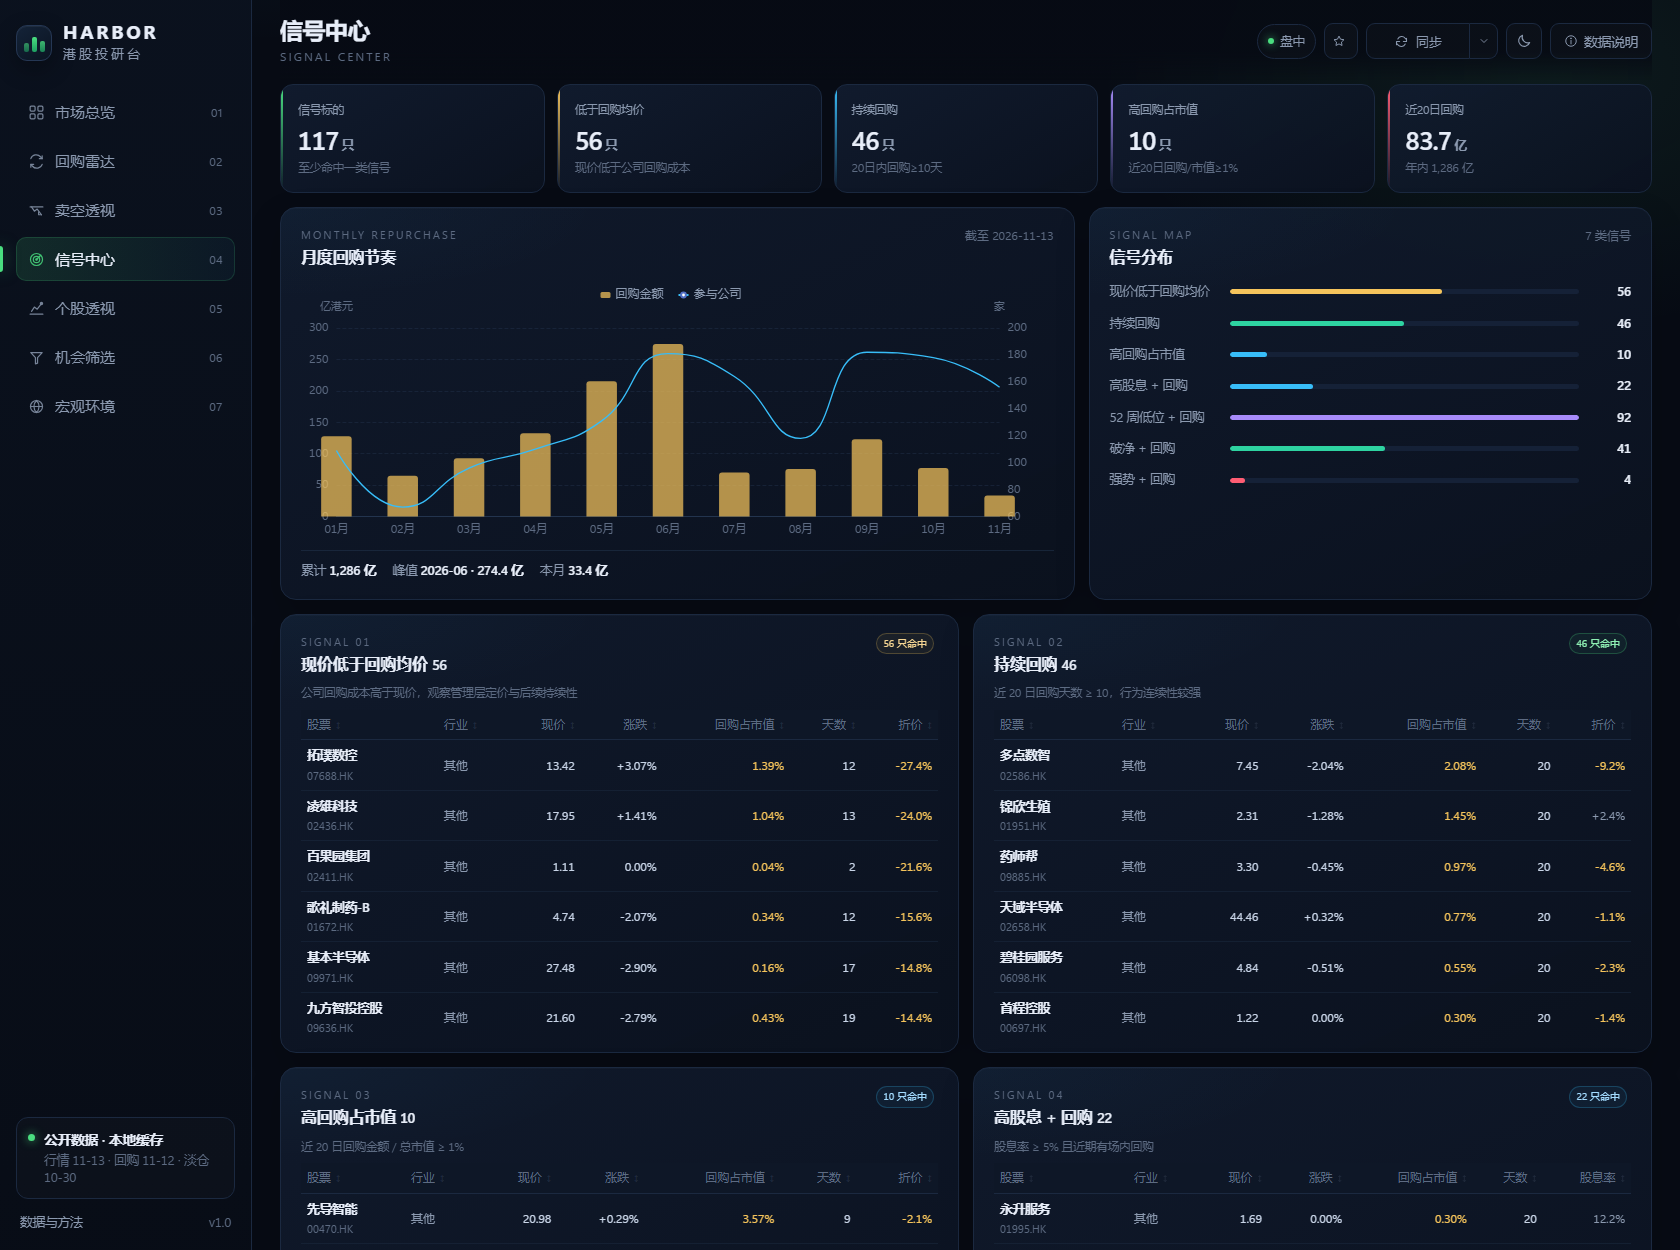 HARBOR
港股投研台
市场总览 01
回购雷达 02
卖空透视 03
信号中心 04
个股透视 05
机会筛选 06
宏观环境 07
公开数据 · 本地缓存
行情 11-13 · 回购 11-12 · 淡仓
10-30
数据与方法 v1.0
信号中心
SIGNAL CENTER
盘中
同步
数据说明
信号标的
117 只
至少命中一类信号
低于回购均价
56 只
现价低于公司回购成本
持续回购
46 只
20日内回购≥10天
高回购占市值
10 只
近20日回购/市值≥1%
近20日回购
83.7 亿
年内 1,286 亿
MONTHLY REPURCHASE
月度回购节奏
截至 2026-11-13
回购金额 参与公司
亿港元 家
300 200
250 180
200 160
150 140
100 120
50 100
0 80
60
01月 02月 03月 04月 05月 06月 07月 08月 09月 10月 11月
累计 1,286 亿 峰值 2026-06 · 274.4 亿 本月 33.4 亿
SIGNAL MAP
信号分布
7 类信号
现价低于回购均价 56
持续回购 46
高回购占市值 10
高股息 + 回购 22
52 周低位 + 回购 92
破净 + 回购 41
强势 + 回购 4
SIGNAL 01
现价低于回购均价 56
56 只命中
公司回购成本高于现价，观察管理层定价与后续持续性
股票 行业 现价 涨跌 回购占市值 天数 折价
拓璞数控 其他 13.42 +3.07% 1.39% 12 -27.4%
07688.HK
凌雄科技 其他 17.95 +1.41% 1.04% 13 -24.0%
02436.HK
百果园集团 其他 1.11 0.00% 0.04% 2 -21.6%
02411.HK
歌礼制药-B 其他 4.74 -2.07% 0.34% 12 -15.6%
01672.HK
基本半导体 其他 27.48 -2.90% 0.16% 17 -14.8%
09971.HK
九方智投控股 其他 21.60 -2.79% 0.43% 19 -14.4%
09636.HK
SIGNAL 02
持续回购 46
46 只命中
近 20 日回购天数 ≥ 10，行为连续性较强
股票 行业 现价 涨跌 回购占市值 天数 折价
多点数智 其他 7.45 -2.04% 2.08% 20 -9.2%
02586.HK
锦欣生殖 其他 2.31 -1.28% 1.45% 20 +2.4%
01951.HK
药师帮 其他 3.30 -0.45% 0.97% 20 -4.6%
09885.HK
天域半导体 其他 44.46 +0.32% 0.77% 20 -1.1%
02658.HK
碧桂园服务 其他 4.84 -0.51% 0.55% 20 -2.3%
06098.HK
首程控股 其他 1.22 0.00% 0.30% 20 -1.4%
00697.HK
SIGNAL 03
高回购占市值 10
10 只命中
近 20 日回购金额 / 总市值 ≥ 1%
股票 行业 现价 涨跌 回购占市值 天数 折价
先导智能 其他 20.98 +0.29% 3.57% 9 -2.1%
00470.HK
SIGNAL 04
高股息 + 回购 22
22 只命中
股息率 ≥ 5% 且近期有场内回购
股票 行业 现价 涨跌 回购占市值 天数 股息率
永升服务 其他 1.69 0.00% 0.30% 20 12.2%
01995.HK